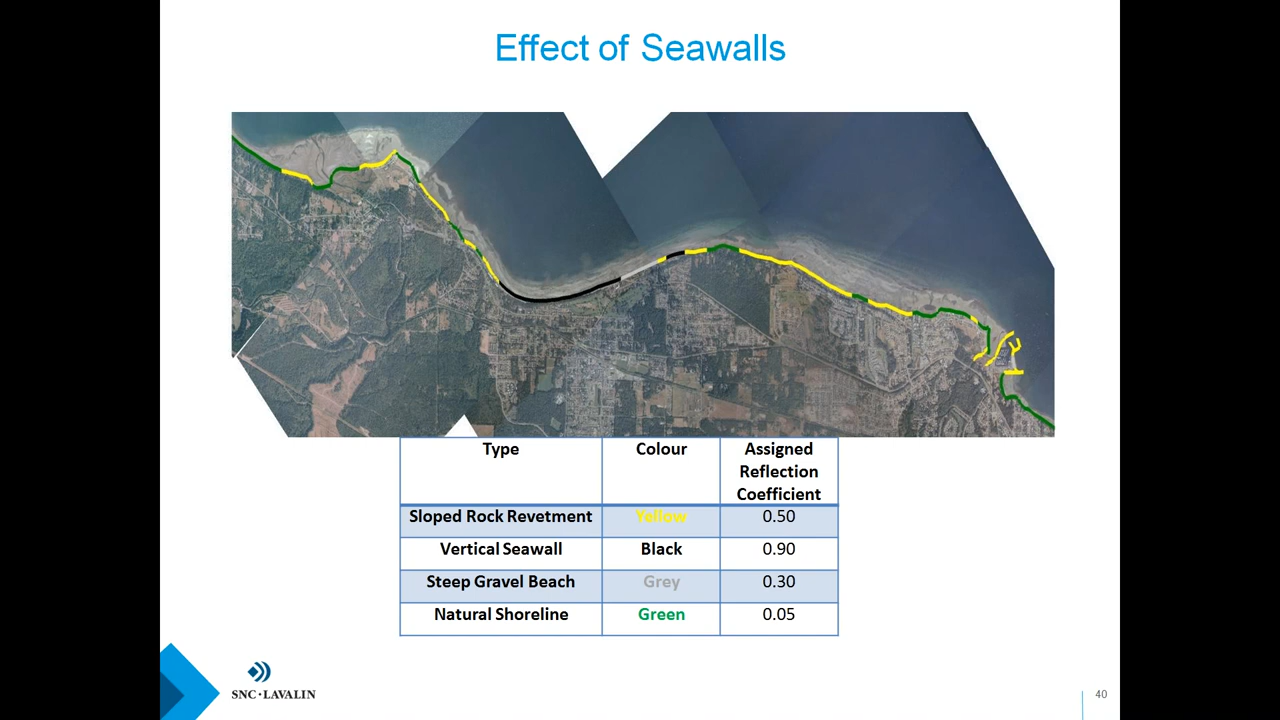 Effect of Seawalls
Type Colour Assigned
Reflection
Coefficient
Sloped Rock Revetment Yellow 0.50
Vertical Seawall Black 0.90
Steep Gravel Beach Grey 0.30
Natural Shoreline Green 0.05
SNC·LAVALIN
40